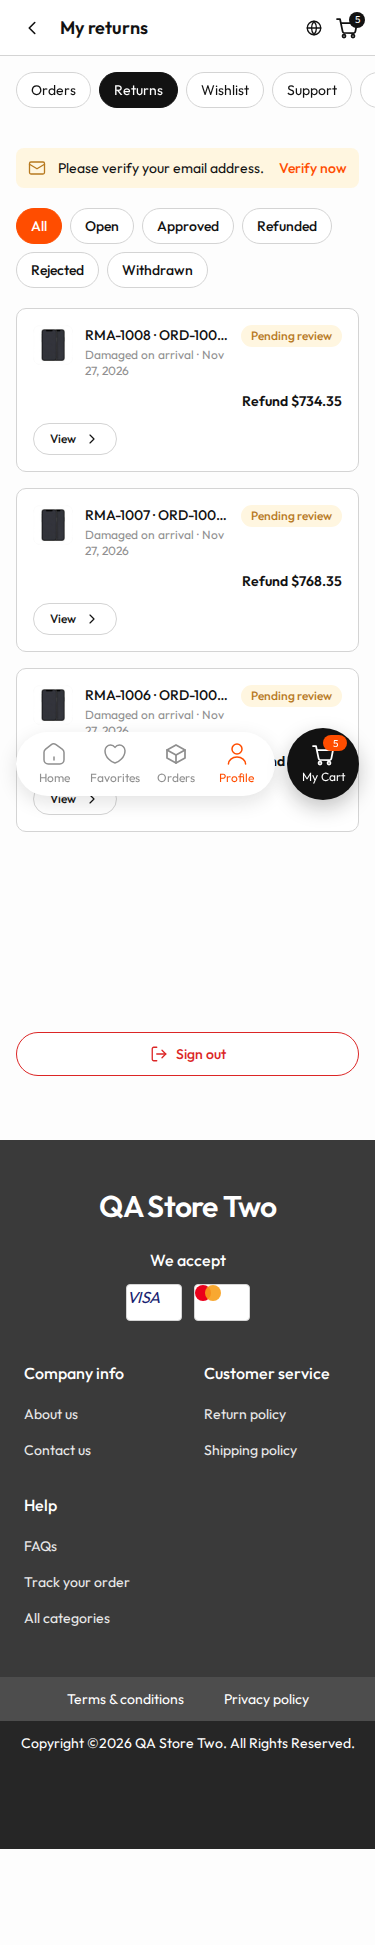 My returns
5
Orders
Returns
Wishlist
Support
Please verify your email address.
Verify now
All
Open
Approved
Refunded
Rejected
Withdrawn
RMA-1008 · ORD-100...
Pending review
Damaged on arrival · Nov
27, 2026
Refund $734.35
View
RMA-1007 · ORD-100...
Pending review
Damaged on arrival · Nov
27, 2026
Refund $768.35
View
RMA-1006 · ORD-100...
Pending review
Damaged on arrival · Nov
27, 2026
View
Home
Favorites
Orders
Profile
5
My Cart
Sign out
QA Store Two
We accept
VISA
Company info
Customer service
About us
Return policy
Contact us
Shipping policy
Help
FAQs
Track your order
All categories
Terms & conditions
Privacy policy
Copyright ©2026 QA Store Two. All Rights Reserved.